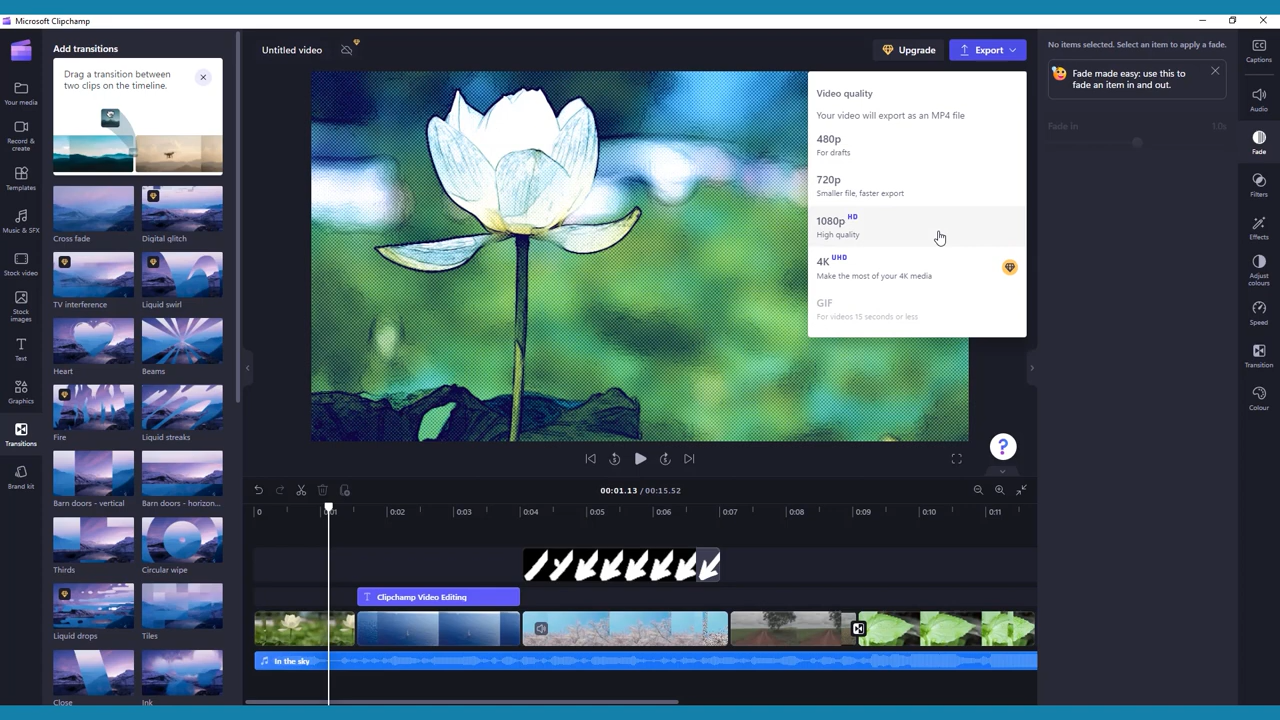 Microsoft Clipchamp
Your media
Record & create
Templates
Music & SFX
Stock video
Stock images
Text
Graphics
Transitions
Brand kit
Add transitions
Drag a transition between
two clips on the timeline.
Cross fade
Digital glitch
TV interference
Liquid swirl
Heart
Beams
Fire
Liquid streaks
Barn doors - vertical
Barn doors - horizon...
Thirds
Circular wipe
Liquid drops
Tiles
Close
Ink
Untitled video
Upgrade
Export
Video quality
Your video will export as an MP4 file
480p
For drafts
720p
Smaller file, faster export
1080p HD
High quality
4K UHD
Make the most of your 4K media
GIF
For videos 15 seconds or less
?
00:01.13 / 00:15.52
0 0:01 0:02 0:03 0:04 0:05 0:06 0:07 0:08 0:09 0:10 0:11
T Clipchamp Video Editing
In the sky
No items selected. Select an item to apply a fade.
Fade made easy: use this to
fade an item in and out.
Fade in 1.0s
Captions
Audio
Fade
Filters
Effects
Adjust
colours
Speed
Transition
Colour